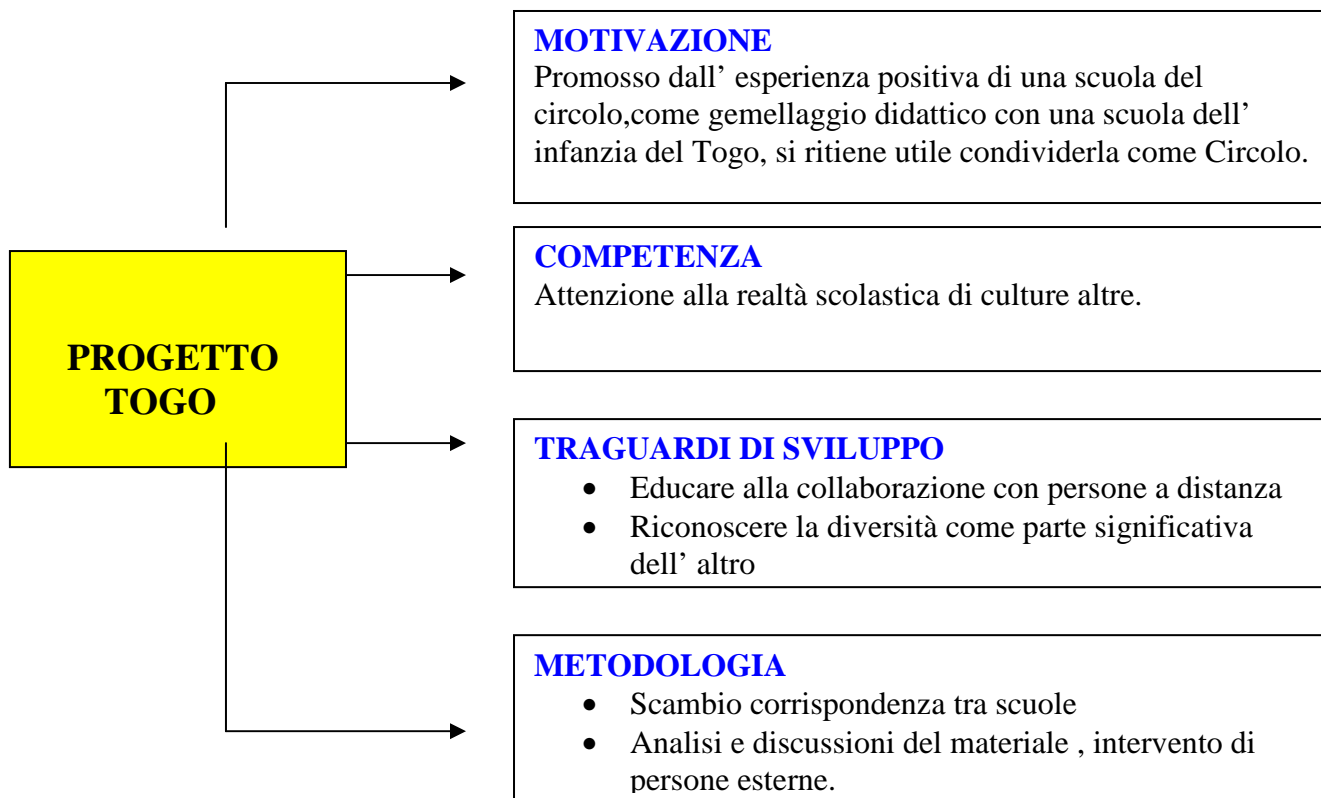 MOTIVAZIONE
Promosso dall’ esperienza positiva di una scuola del
circolo,come gemellaggio didattico con una scuola dell’
infanzia del Togo, si ritiene utile condividerla come Circolo.
COMPETENZA
Attenzione alla realtà scolastica di culture altre.
PROGETTO
TOGO
TRAGUARDI DI SVILUPPO
• Educare alla collaborazione con persone a distanza
• Riconoscere la diversità come parte significativa
dell’ altro
METODOLOGIA
• Scambio corrispondenza tra scuole
• Analisi e discussioni del materiale , intervento di
persone esterne.